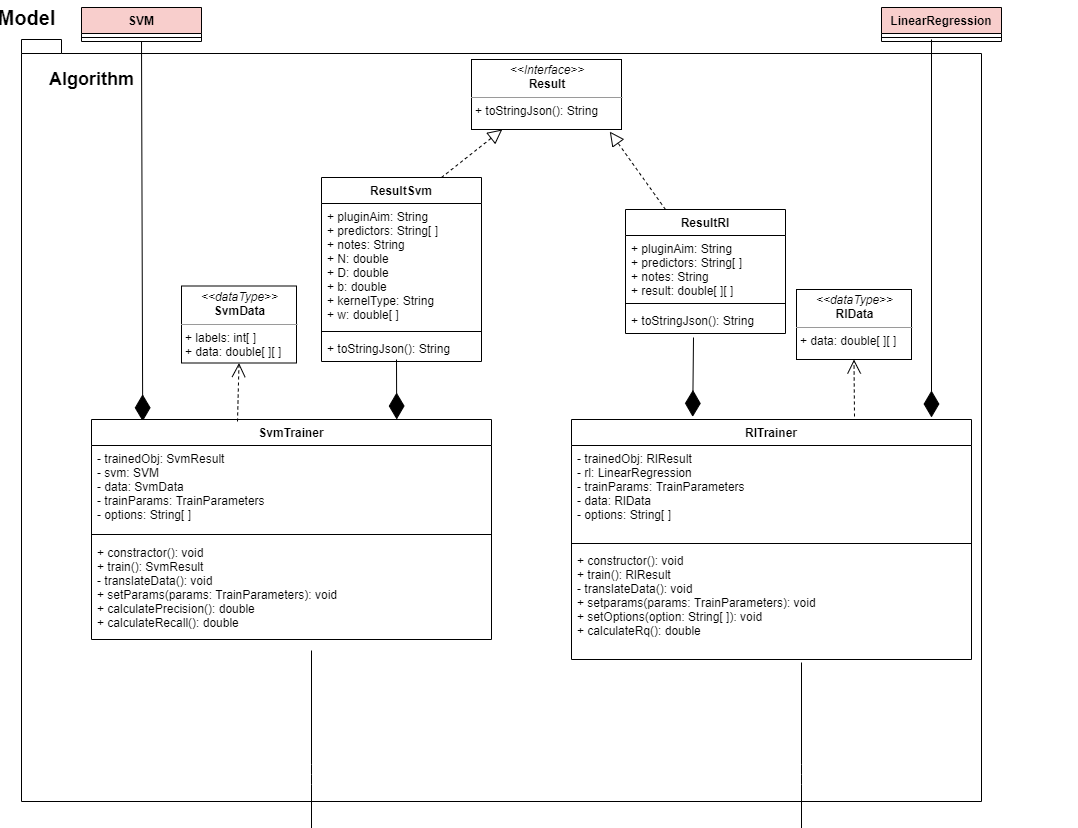 Model
SVM
LinearRegression
Algorithm
<<Interface>>
Result
+ toStringJson(): String
ResultSvm
+ pluginAim: String
+ predictors: String[ ]
+ notes: String
+ N: double
+ D: double
+ b: double
+ kernelType: String
+ w: double[ ]
+ toStringJson(): String
ResultRl
+ pluginAim: String
+ predictors: String[ ]
+ notes: String
+ result: double[ ][ ]
+ toStringJson(): String
<<dataType>>
SvmData
+ labels: int[ ]
+ data: double[ ][ ]
<<dataType>>
RlData
+ data: double[ ][ ]
SvmTrainer
- trainedObj: SvmResult
- svm: SVM
- data: SvmData
- trainParams: TrainParameters
- options: String[ ]
+ constractor(): void
+ train(): SvmResult
- translateData(): void
+ setParams(params: TrainParameters): void
+ calculatePrecision(): double
+ calculateRecall(): double
RlTrainer
- trainedObj: RlResult
- rl: LinearRegression
- trainParams: TrainParameters
- data: RlData
- options: String[ ]
+ constructor(): void
+ train(): RlResult
- translateData(): void
+ setparams(params: TrainParameters): void
+ setOptions(option: String[ ]): void
+ calculateRq(): double